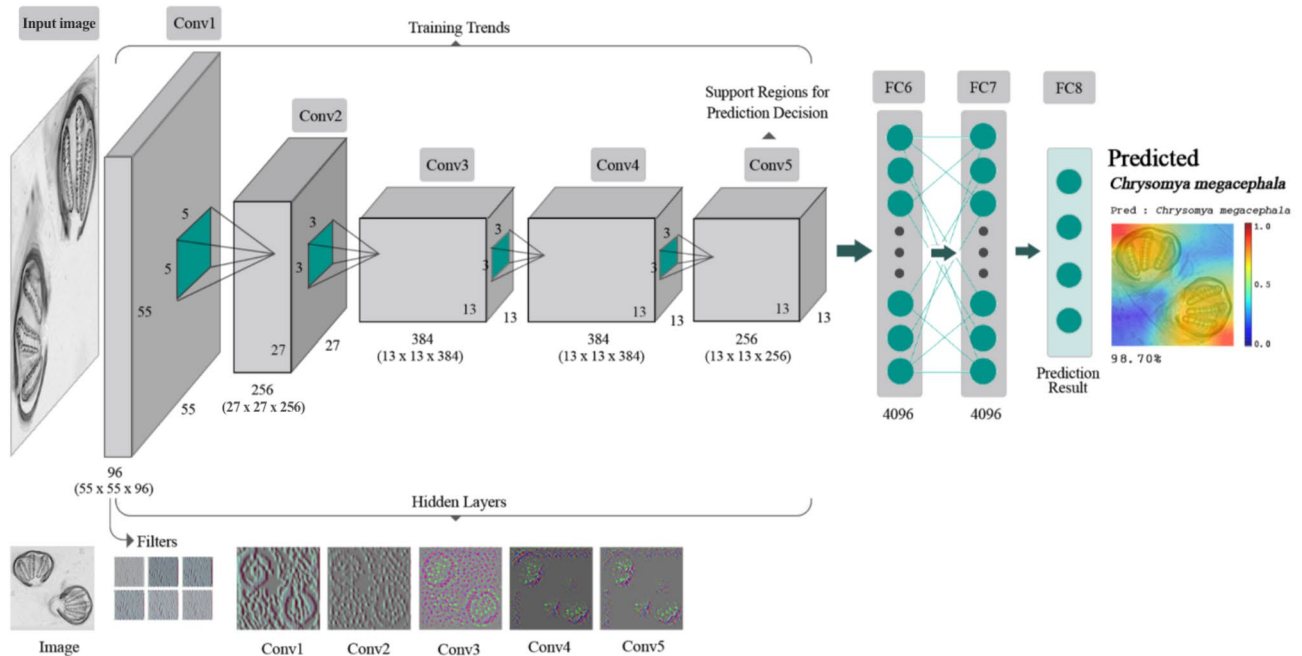 Input image
Conv1
Training Trends
Conv2
Conv3
Conv4
Support Regions for
Prediction Decision
Conv5
FC6
FC7
FC8
5
5
55
55
96
(55 x 55 x 96)
3
3
27
27
256
(27 x 27 x 256)
3
3
13
13
384
(13 x 13 x 384)
3
3
13
13
384
(13 x 13 x 384)
13
13
256
(13 x 13 x 256)
4096
4096
Prediction
Result
Predicted
Chrysomya megacephala
Pred : Chrysomya megacephala
1.0
0.5
0.0
98.70%
Hidden Layers
Filters
Image
Conv1
Conv2
Conv3
Conv4
Conv5